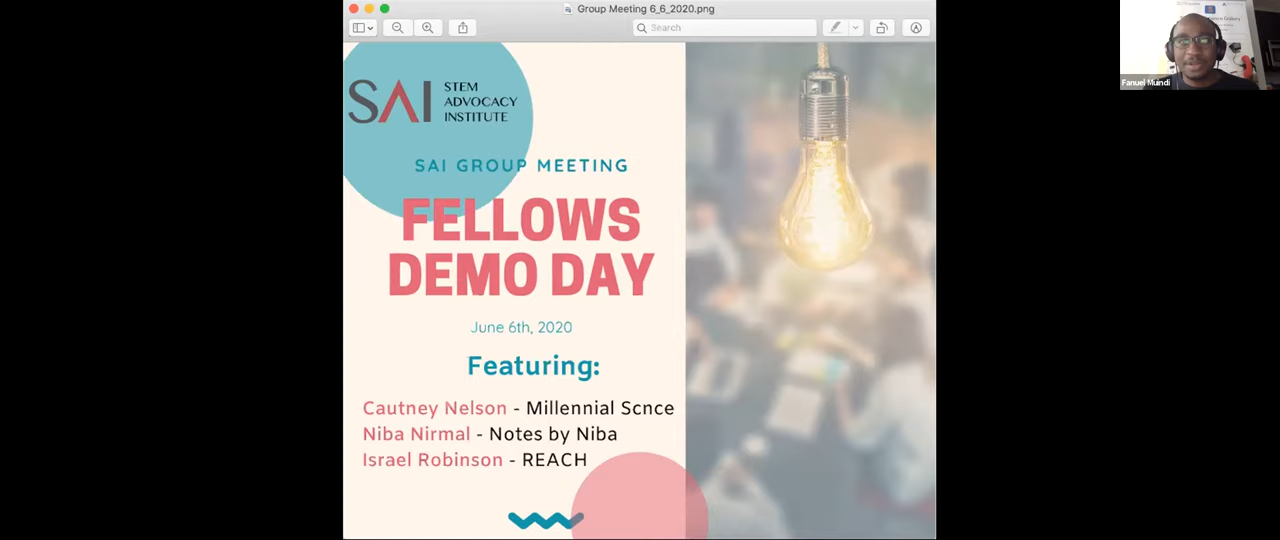 Group Meeting 6_6_2020.png
Search
SAI
STEM
ADVOCACY
INSTITUTE
SAI GROUP MEETING
FELLOWS
DEMO DAY
June 6th, 2020
Featuring:
Cautney Nelson - Millennial Scnce
Niba Nirmal - Notes by Niba
Israel Robinson - REACH
Fanuel Muindi